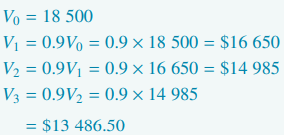 V₀ = 18 500
V₁ = 0.9V₀ = 0.9 × 18 500 = $16 650
V₂ = 0.9V₁ = 0.9 × 16 650 = $14 985
V₃ = 0.9V₂ = 0.9 × 14 985
= $13 486.50